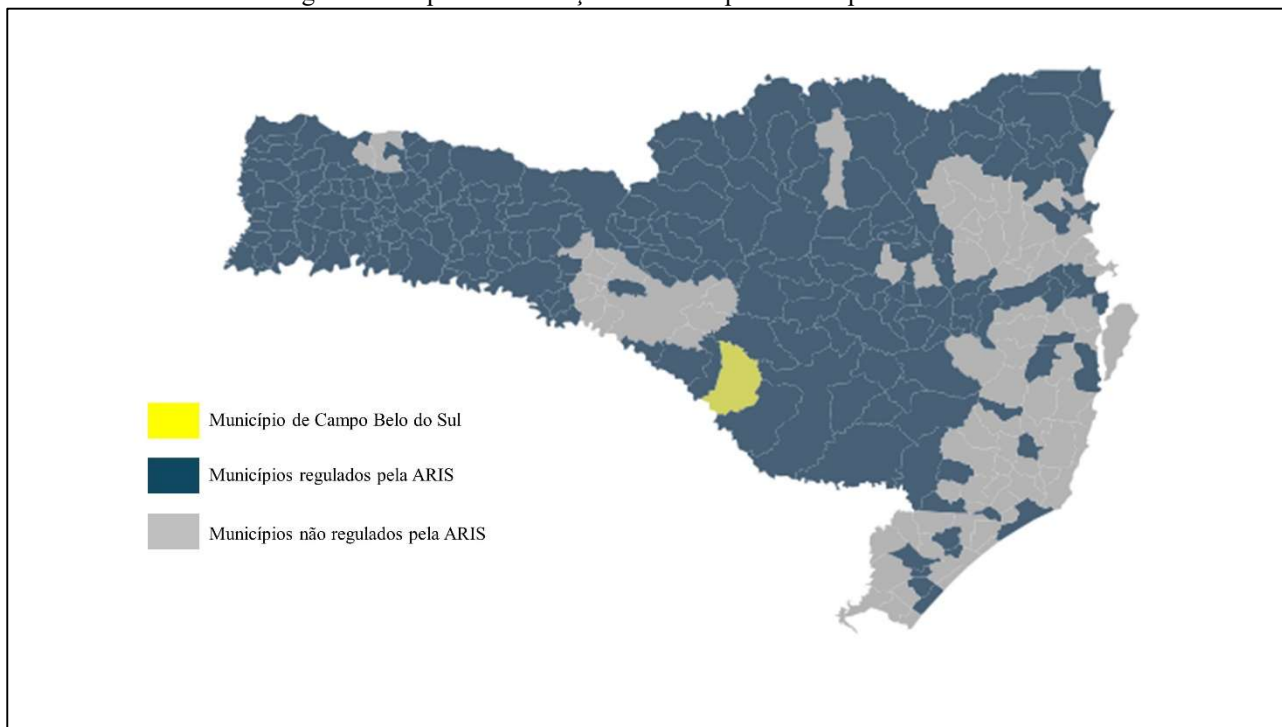 Município de Campo Belo do Sul
Municípios regulados pela ARIS
Municípios não regulados pela ARIS